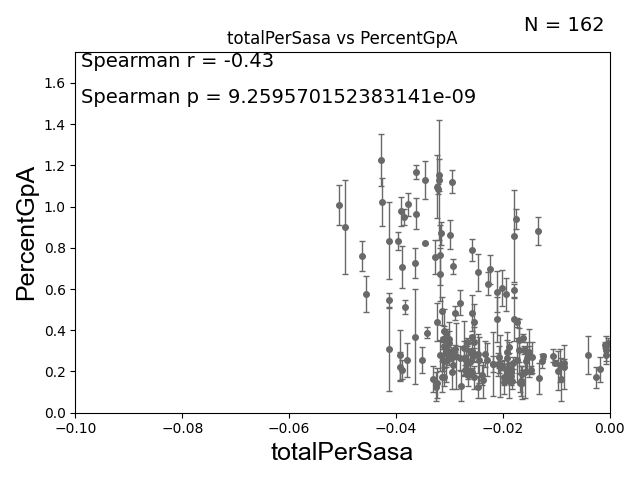 N = 162
totalPerSasa vs PercentGpA
Spearman r = -0.43
Spearman p = 9.259570152383141e-09
PercentGpA
1.6
1.4
1.2
1.0
0.8
0.6
0.4
0.2
0.0
−0.10 −0.08 −0.06 −0.04 −0.02 0.00
totalPerSasa